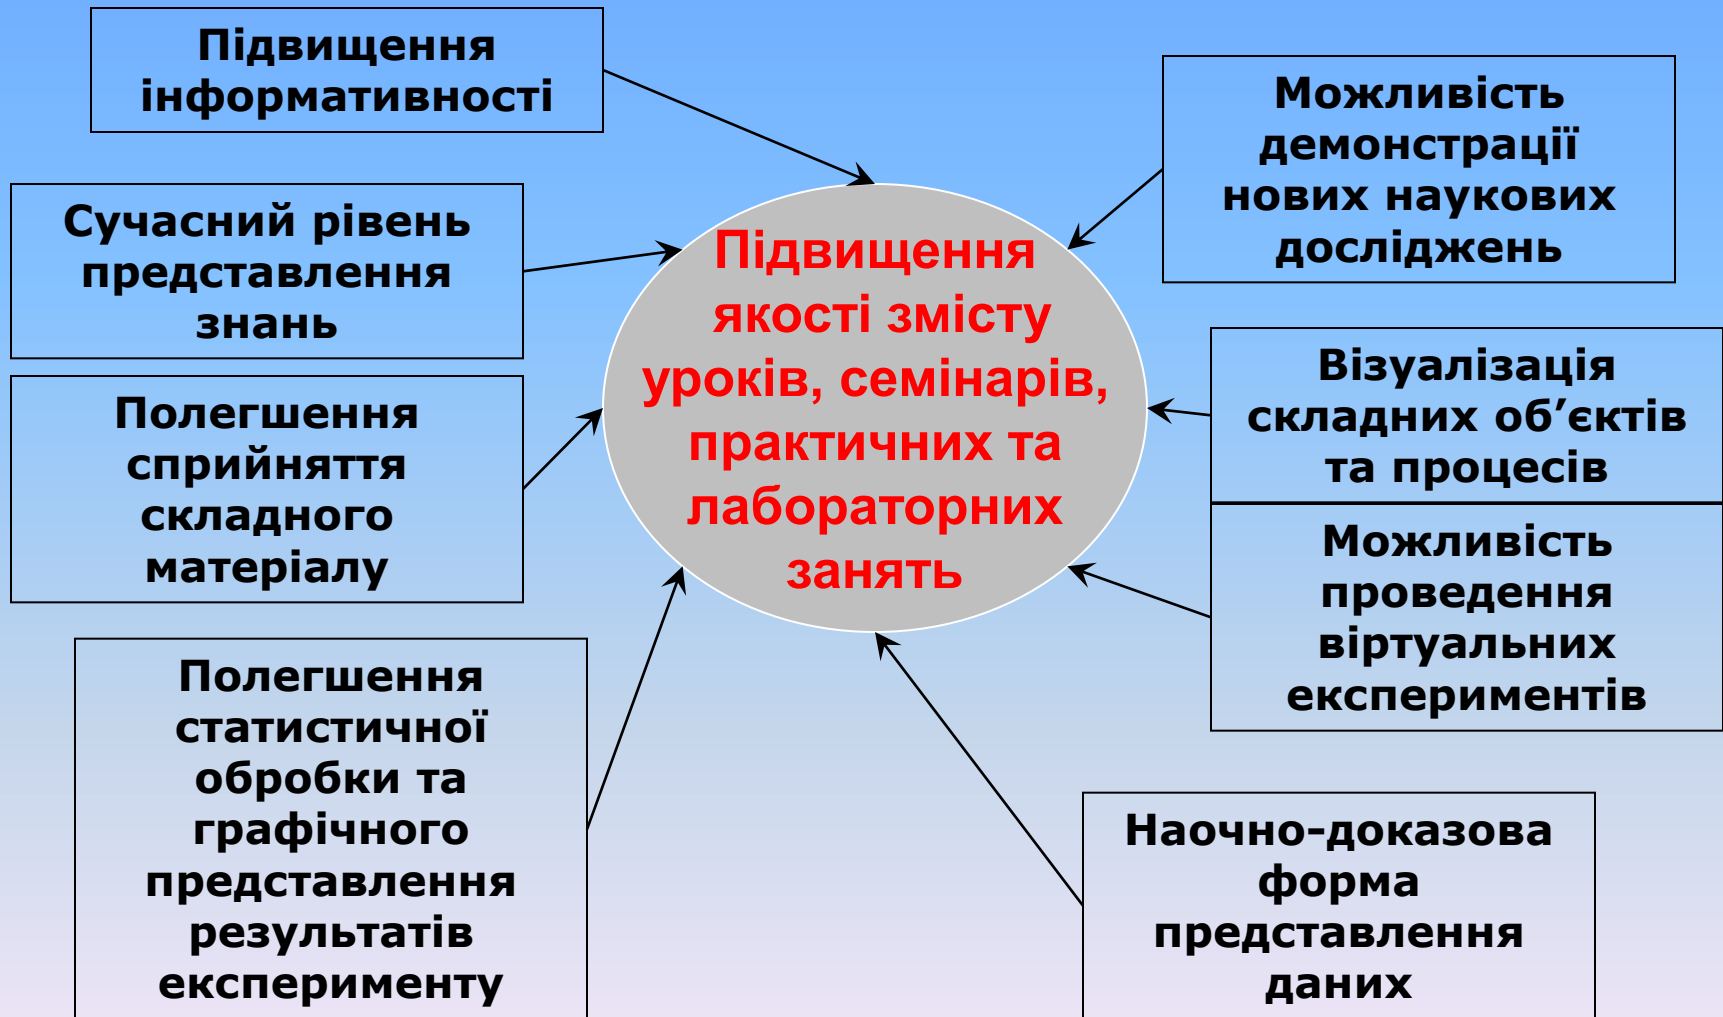 Підвищення
інформативності
Можливість
демонстрації
нових наукових
досліджень
Сучасний рівень
представлення
знань
Підвищення
якості змісту
уроків, семінарів,
практичних та
лабораторних
занять
Візуалізація
складних об’єктів
та процесів
Полегшення
сприйняття
складного
матеріалу
Можливість
проведення
віртуальних
експериментів
Полегшення
статистичної
обробки та
графічного
представлення
результатів
експерименту
Наочно-доказова
форма
представлення
даних